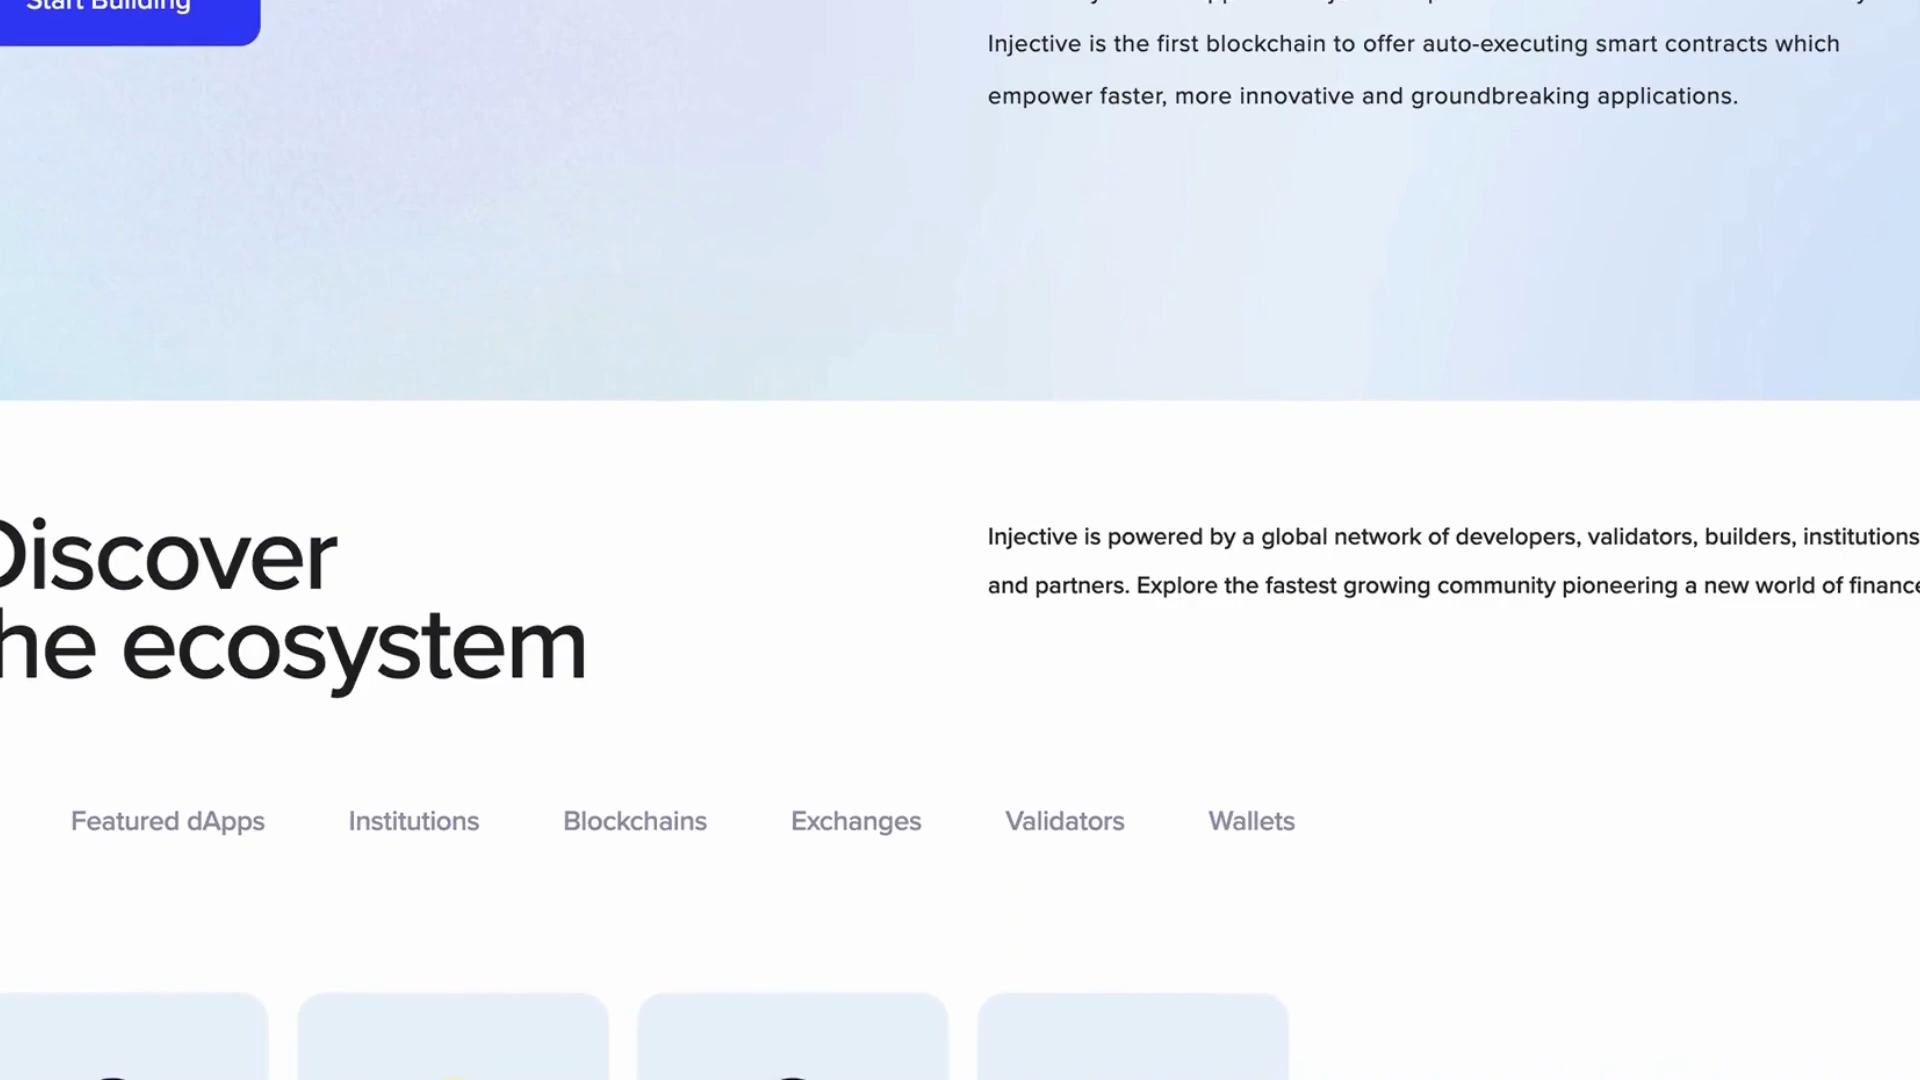 Start Building
Injective is the first blockchain to offer auto-executing smart contracts which
empower faster, more innovative and groundbreaking applications.
Discover
he ecosystem
Injective is powered by a global network of developers, validators, builders, institutions
and partners. Explore the fastest growing community pioneering a new world of finance
Featured dApps
Institutions
Blockchains
Exchanges
Validators
Wallets